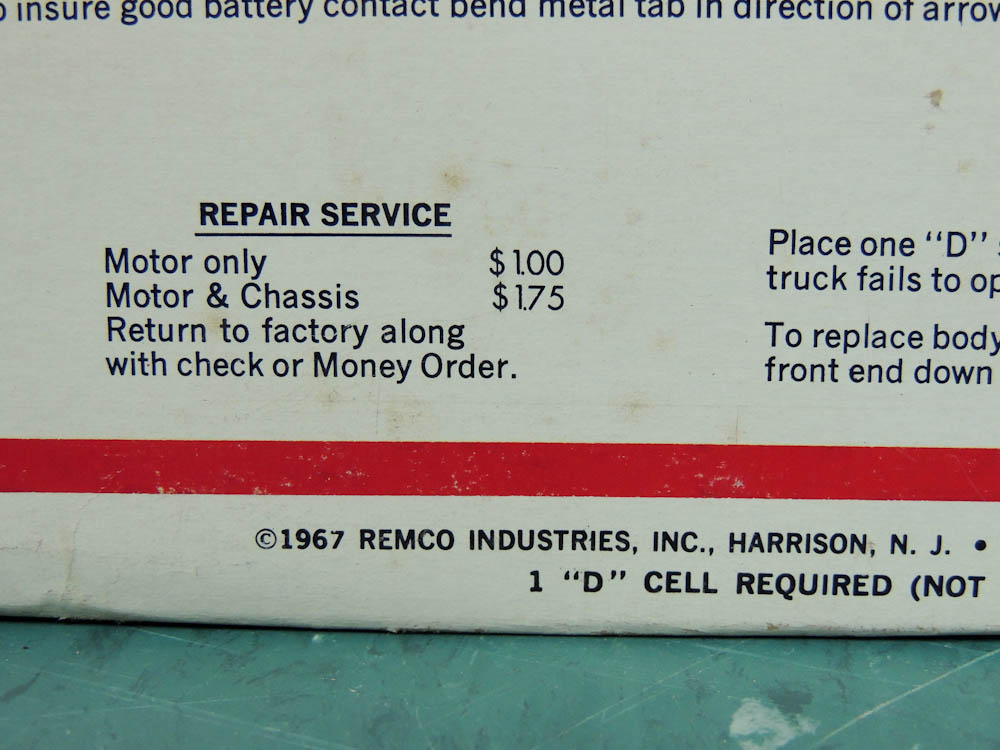 insure good battery contact bend metal tab in direction of arrow
REPAIR SERVICE
Motor only $1.00
Motor & Chassis $1.75
Return to factory along
with check or Money Order.
Place one “D”
truck fails to op
To replace body
front end down
©1967 REMCO INDUSTRIES, INC., HARRISON, N. J. •
1 “D” CELL REQUIRED (NOT